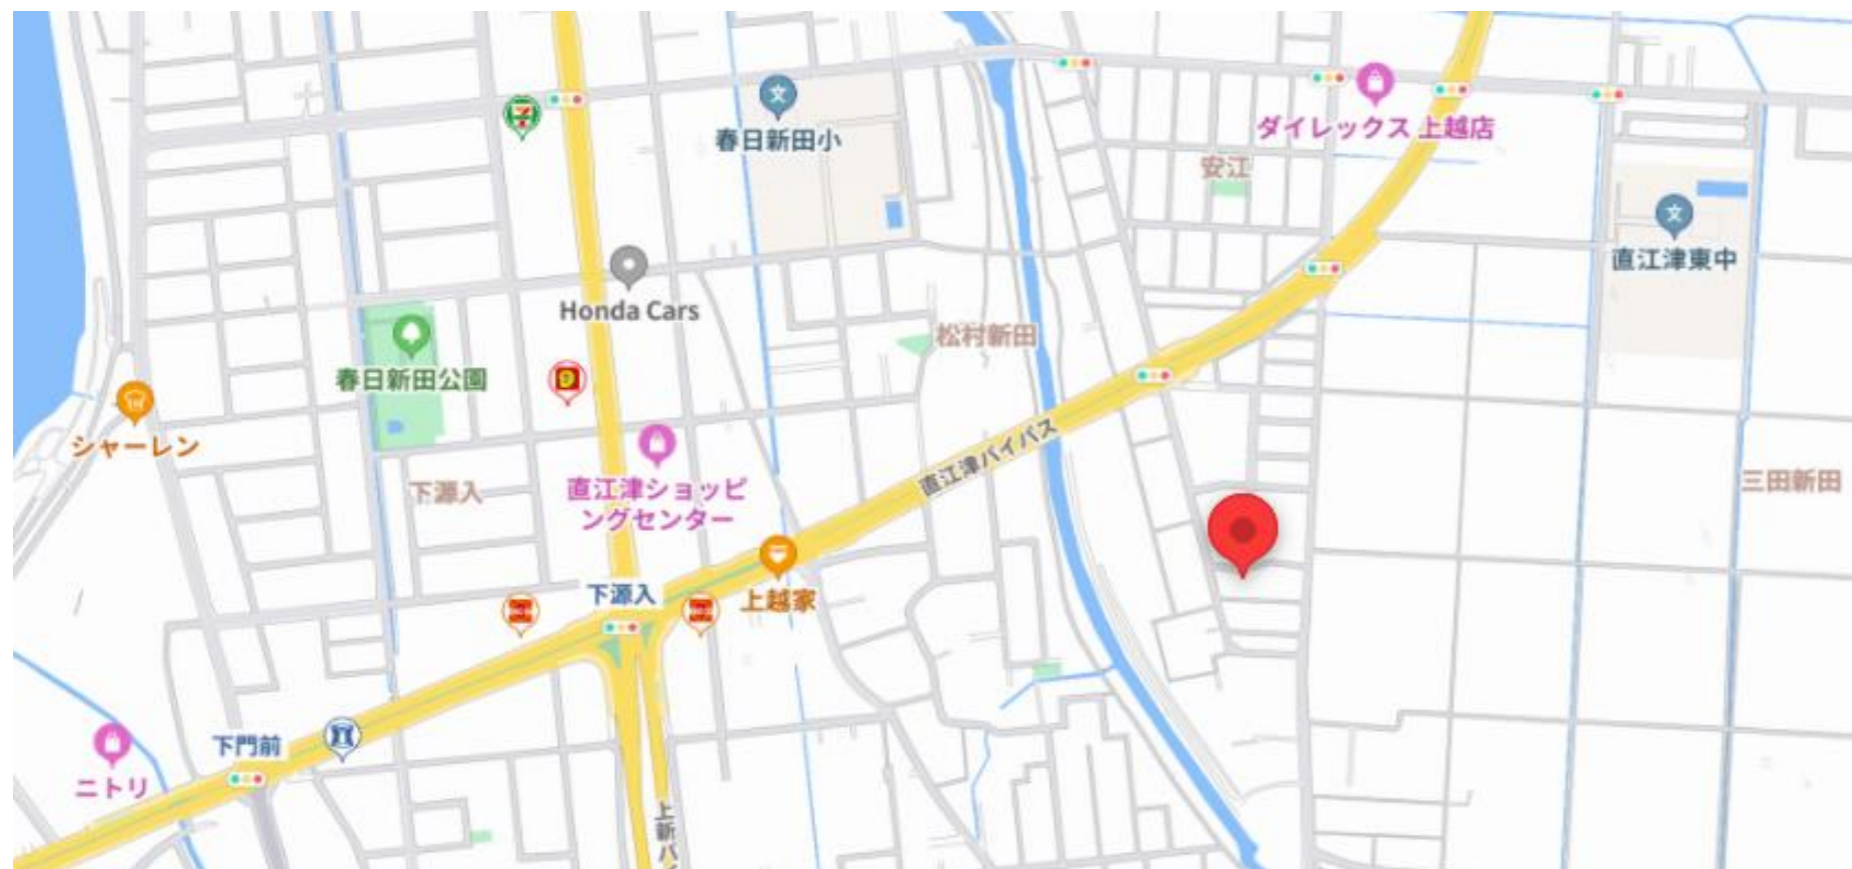 春日新田小
ダイレックス 上越店
安江
直江津東中
Honda Cars
松村新田
春日新田公園
シャーレン
直江津バイパス
下源入
直江津ショッピ
ングセンター
三田新田
下源入
上越家
下門前
ニトリ
上新バ